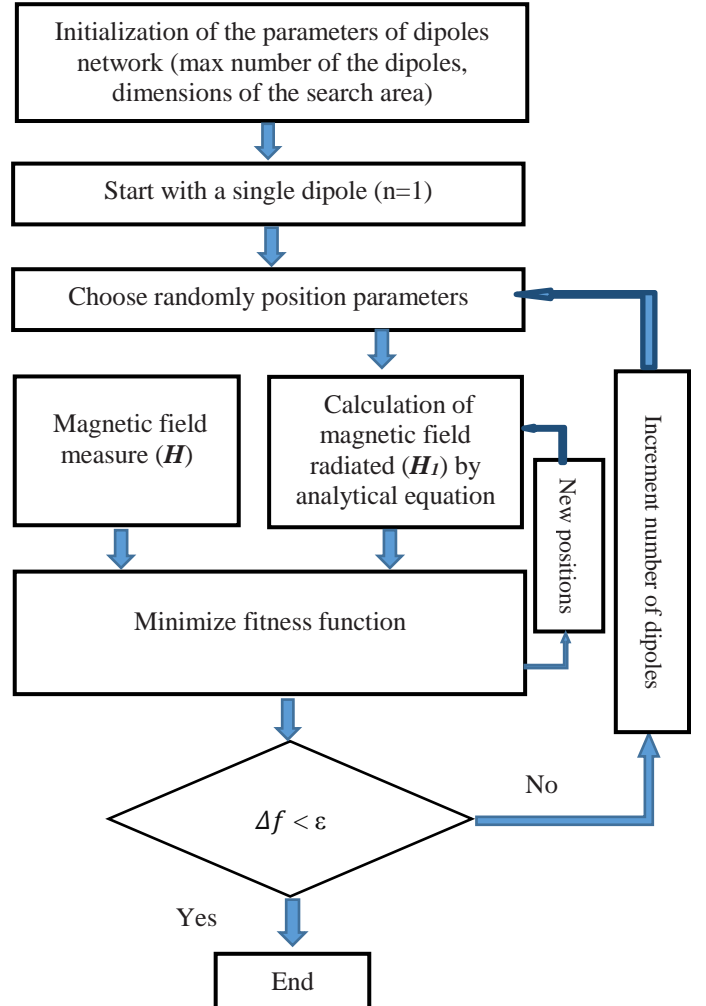 Initialization of the parameters of dipoles
network (max number of the dipoles,
dimensions of the search area)
Start with a single dipole (n=1)
Choose randomly position parameters
Magnetic field
measure (H)
Calculation of
magnetic field
radiated (H₁) by
analytical equation
New positions
Increment number of dipoles
Minimize fitness function
Δf < ε
No
Yes
End